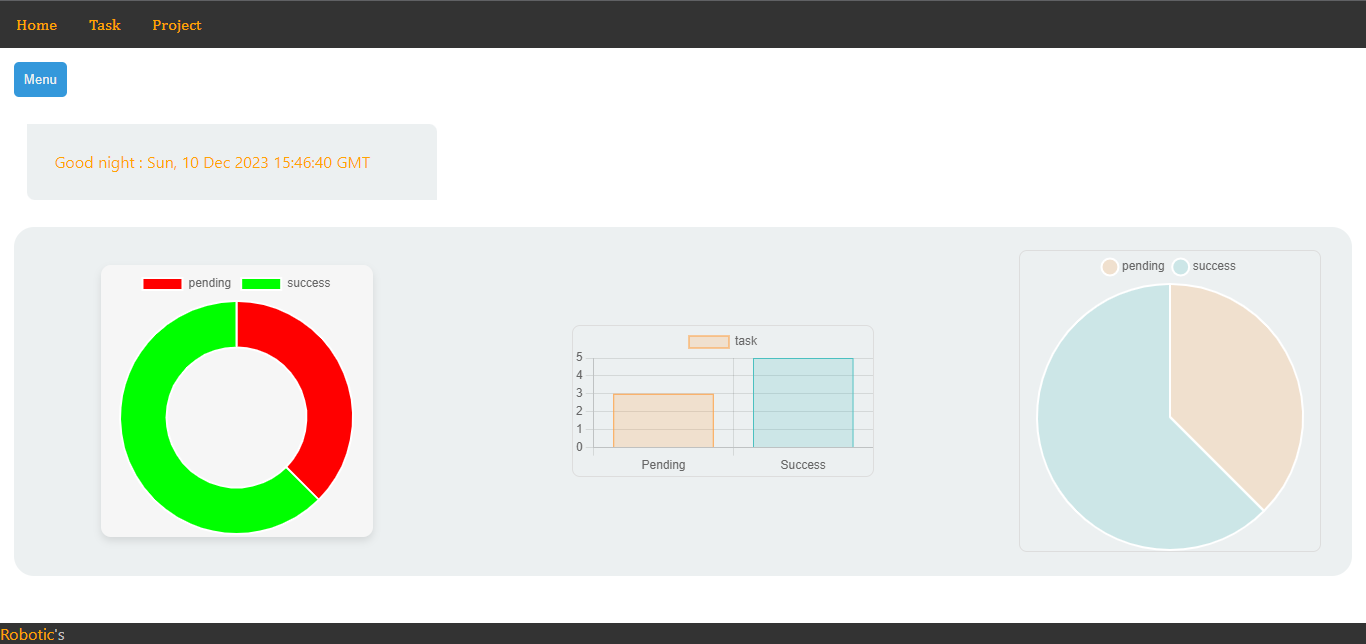 Home Task Project
Menu
Good night : Sun, 10 Dec 2023 15:46:40 GMT
pending success
task
5
4
3
2
1
0
Pending Success
pending success
Robotic's